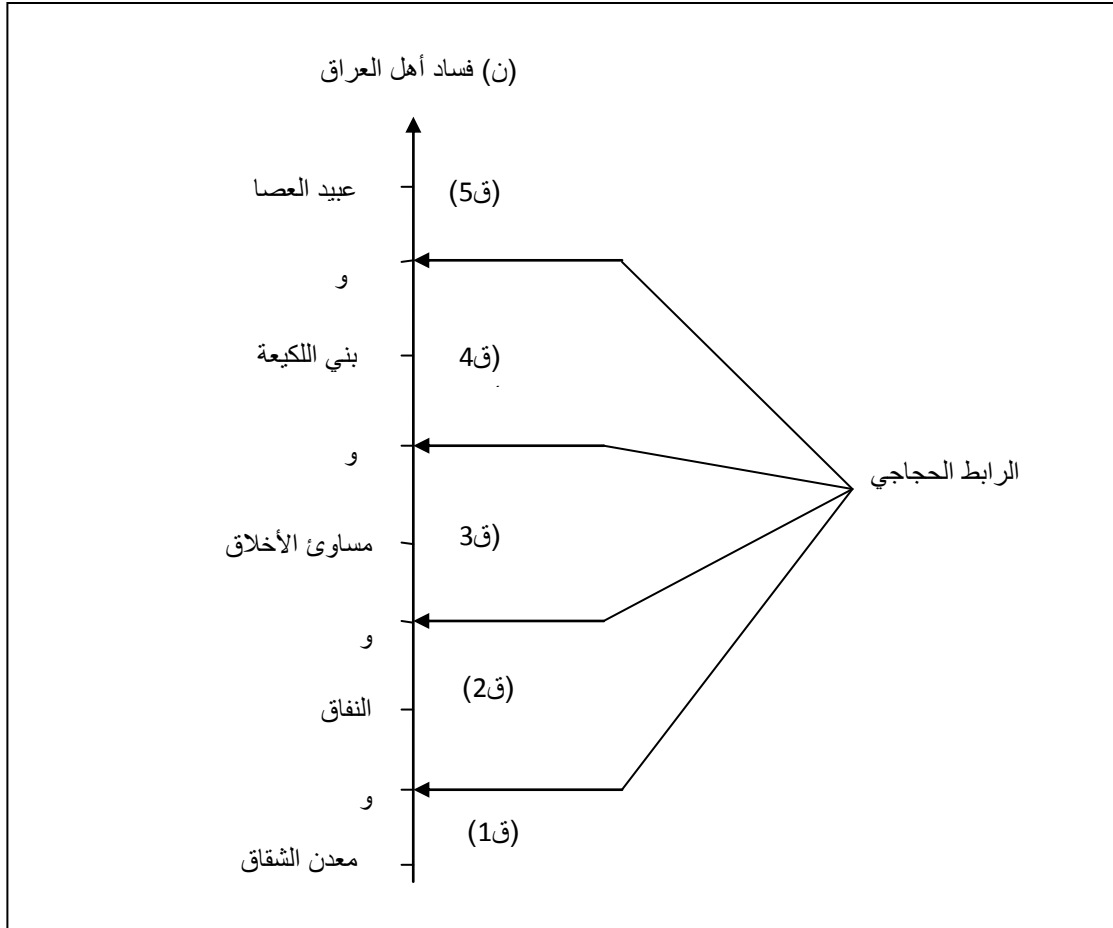 (ن) فساد أهل العراق
(ق5) عبيد العصا
و
(ق4 بني اللكيعة
و
الرابط الحجاجي
(ق3 مساوئ الأخلاق
و
(ق2) النفاق
و
(ق1) معدن الشقاق